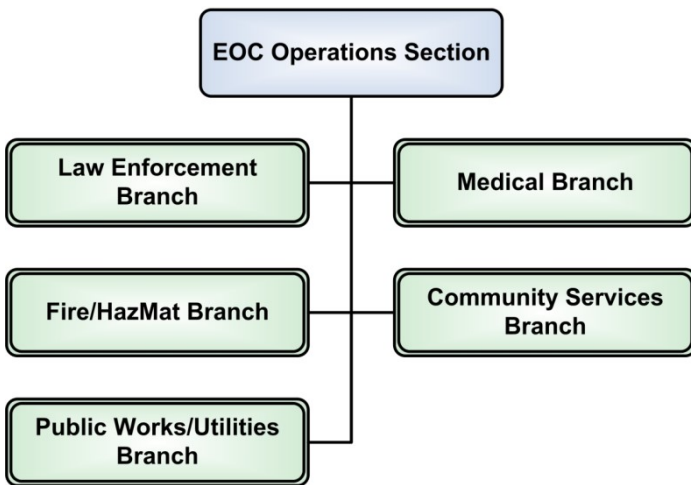 EOC Operations Section
Law Enforcement
Branch
Medical Branch
Fire/HazMat Branch
Community Services
Branch
Public Works/Utilities
Branch